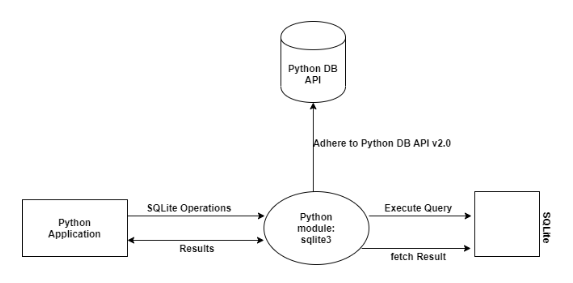 Python DB
API
Adhere to Python DB API v2.0
SQLite Operations
Execute Query
Python
Application
Python
module:
sqlite3
SQLite
Results
fetch Result